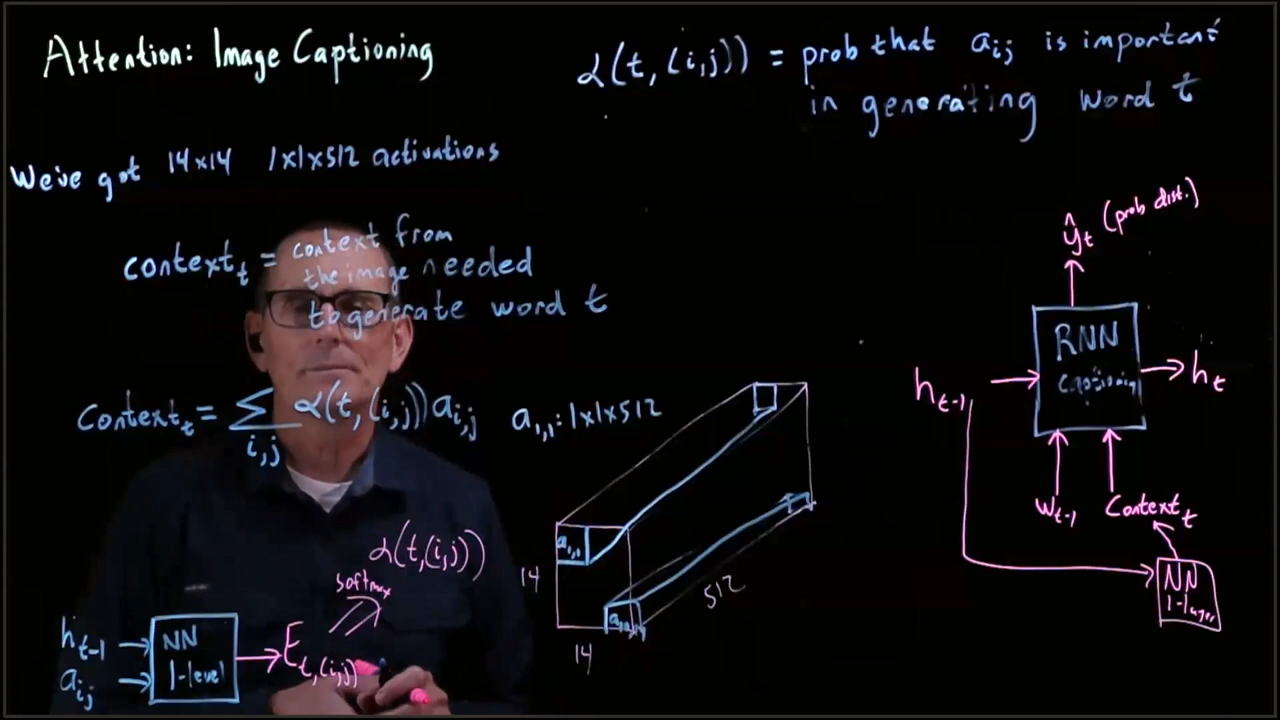 Attention: Image Captioning
α(t, (i,j)) = prob that a_ij is important
in generating word t
We've got 14x14 1x1x512 activations
context_t = context from
the image needed
to generate word t
Context_t = Σ_i,j α(t, (i,j)) a_i,j
a_1,1: 1x1x512
a_1,1
14
14
512
α(t,(i,j))
softmax
h_t-1
a_ij
NN
1-level
E_t,(i,j)
ŷ_t (prob dist.)
RNN
Captioning
h_t-1
h_t
w_t-1
Context_t
NN
1-layer